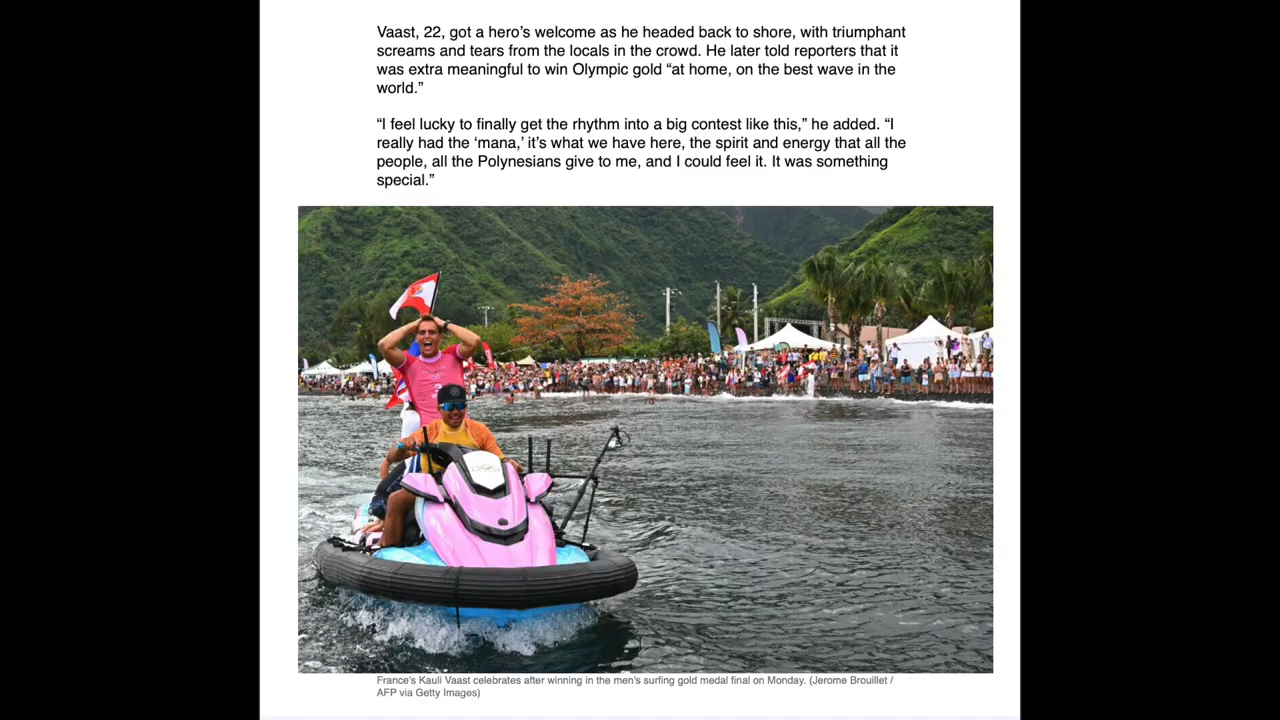 Vaast, 22, got a hero’s welcome as he headed back to shore, with triumphant
screams and tears from the locals in the crowd. He later told reporters that it
was extra meaningful to win Olympic gold “at home, on the best wave in the
world.”
“I feel lucky to finally get the rhythm into a big contest like this,” he added. “I
really had the ‘mana,’ it’s what we have here, the spirit and energy that all the
people, all the Polynesians give to me, and I could feel it. It was something
special.”
France's Kauli Vaast celebrates after winning in the men's surfing gold medal final on Monday. (Jerome Brouillet /
AFP via Getty Images)